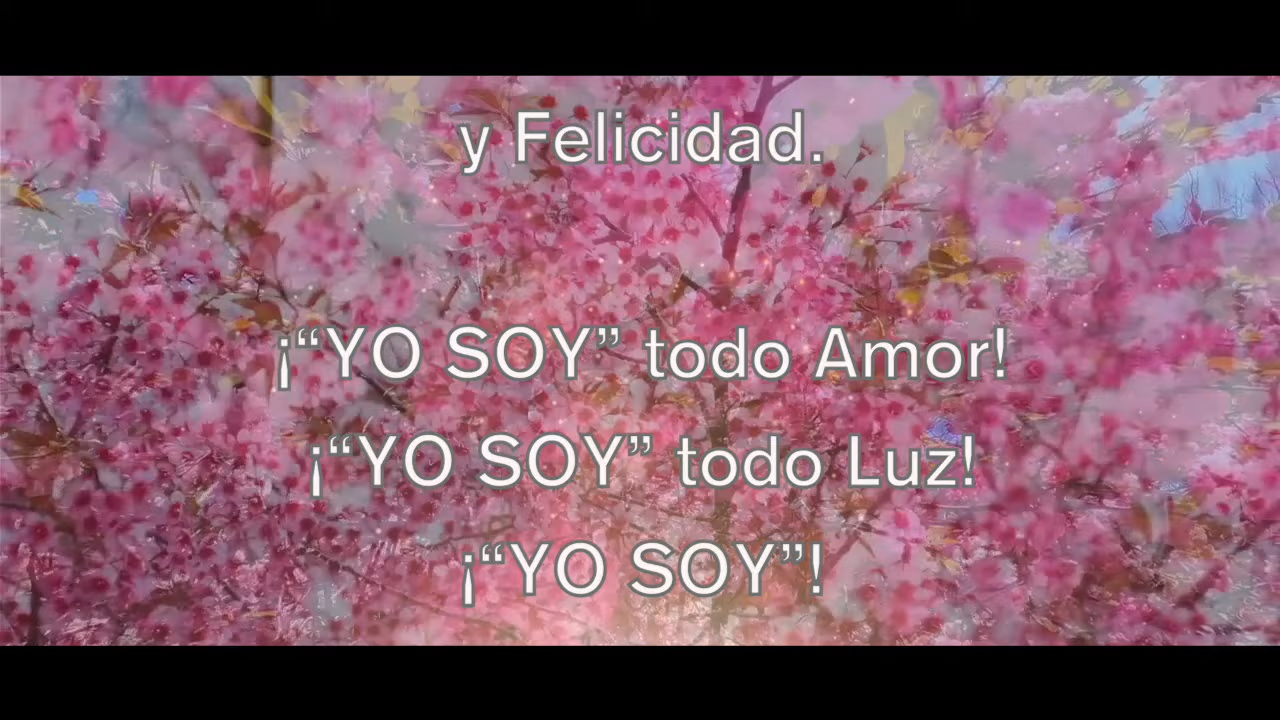 y Felicidad.
¡“YO SOY” todo Amor!
¡“YO SOY” todo Luz!
¡“YO SOY”!